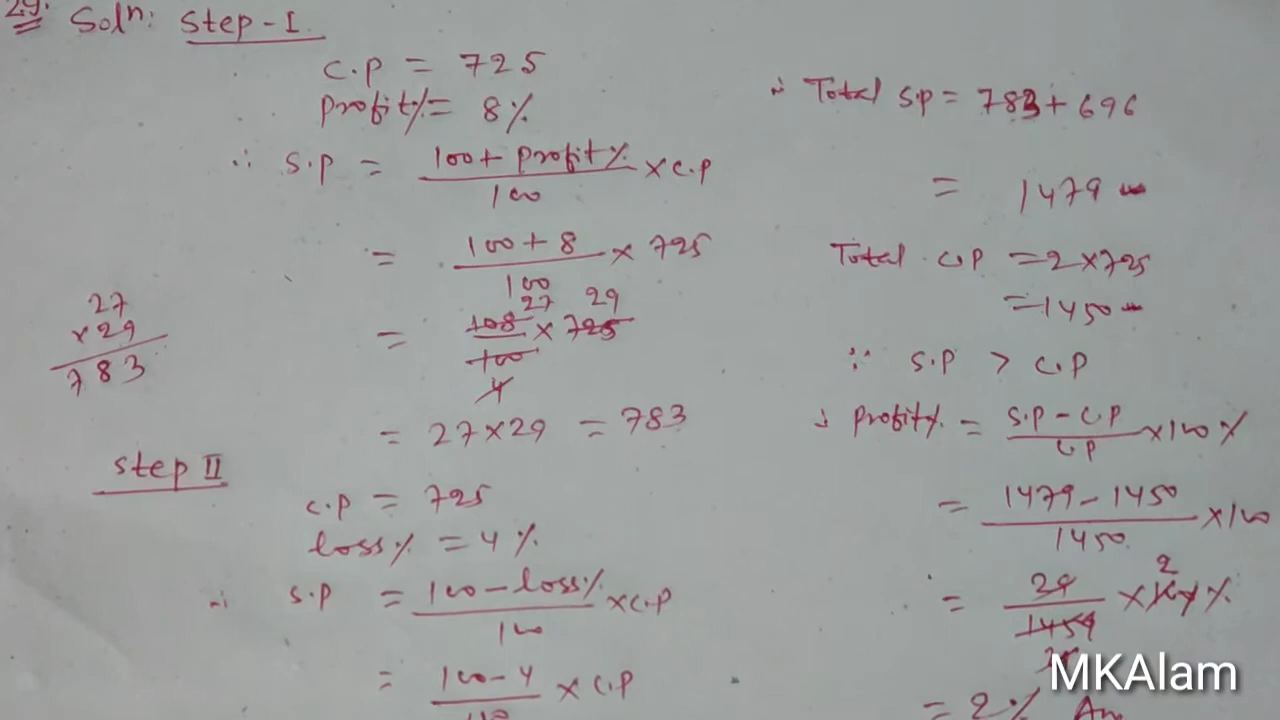 29.
Solⁿ: Step-I.
C.P = 725
Profit% = 8%
∴ S.P = 100 + Profit% / 100 × C.P
= 100 + 8 / 100 × 725
27 29
= 108 / 100 × 725
4
= 27 × 29 = 783
27
× 29
783
Step II
C.P = 725
loss% = 4%
∴ S.P = 100 - loss% / 100 × C.P
= 100 - 4 / 100 × C.P
∴ Total S.P = 783 + 696
= 1479
Total C.P = 2 × 725
= 1450
∵ S.P > C.P
∴ Profit% = S.P - C.P / C.P × 100%
= 1479 - 1450 / 1450 × 100
2
= 29 / 1450 × 100%
= 2% Ans
MKAlam